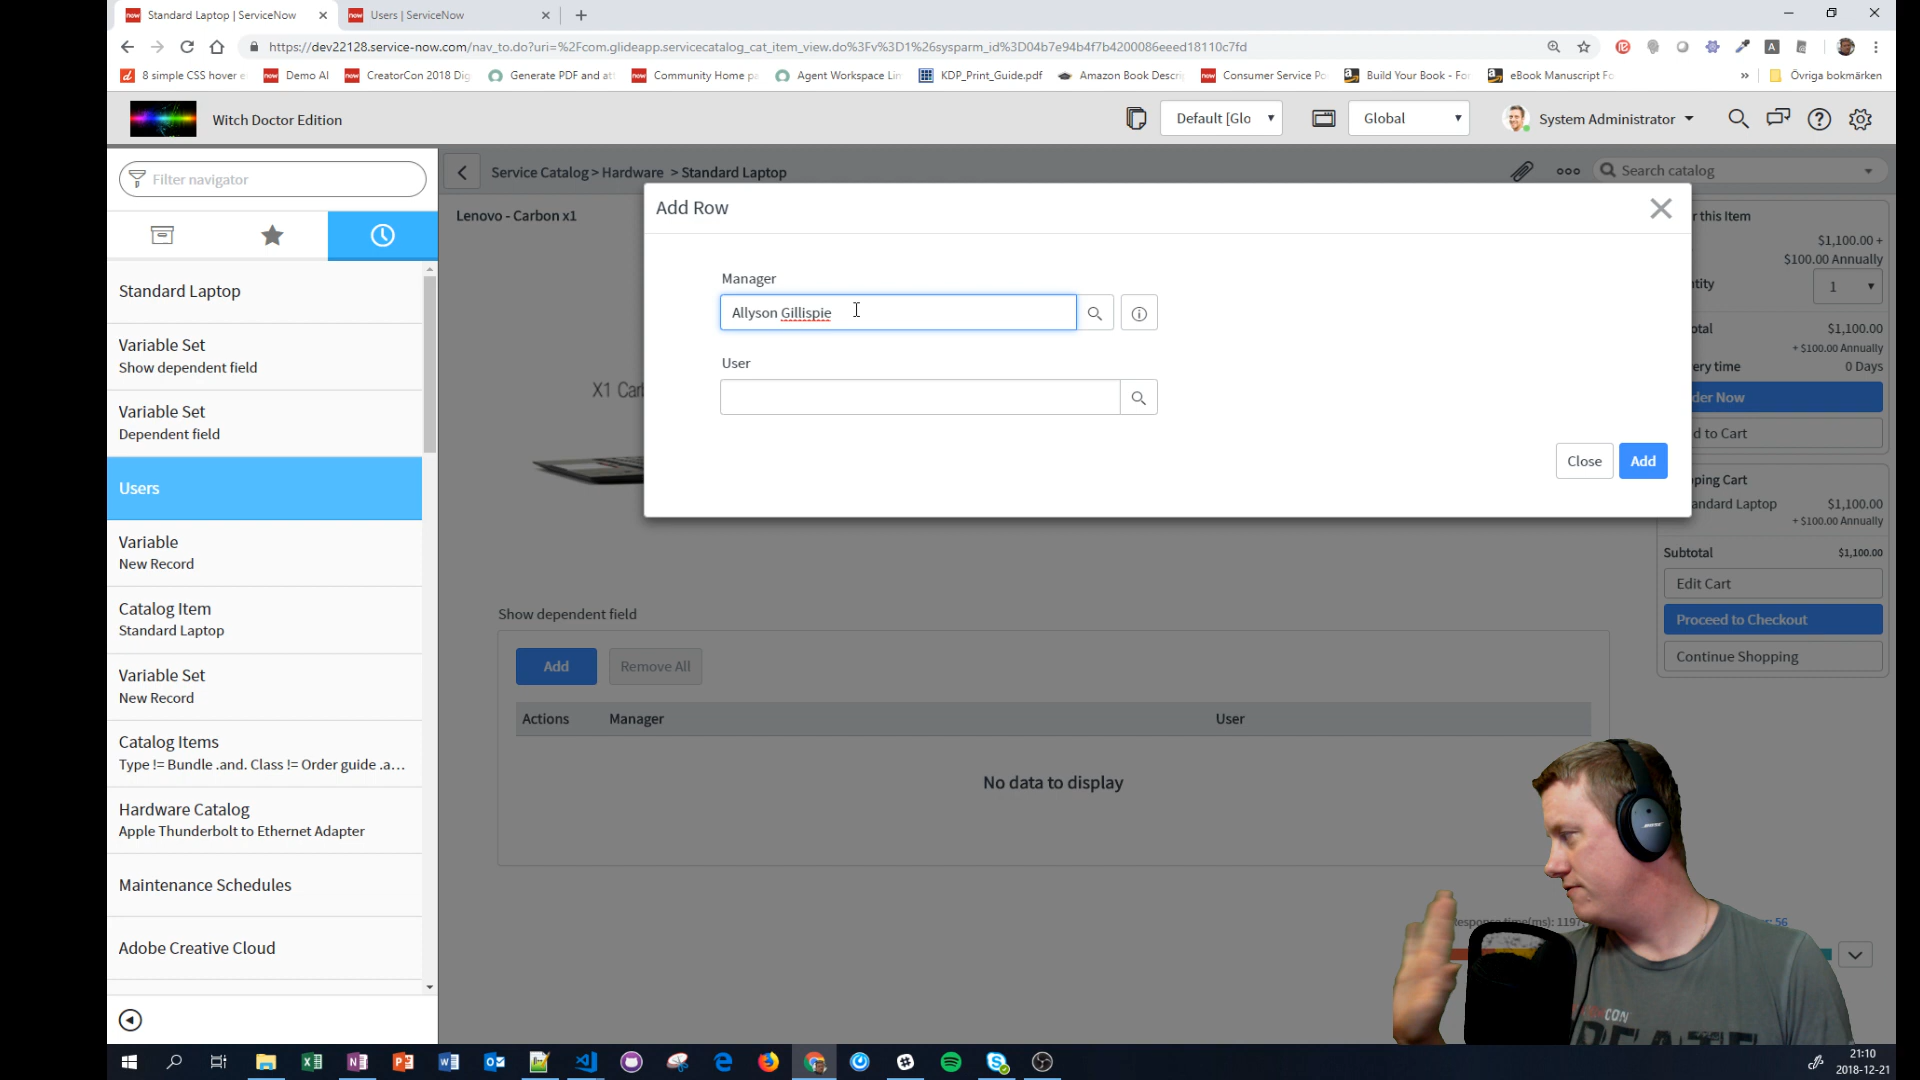 Standard Laptop | ServiceNow
Users | ServiceNow
https://dev22128.service-now.com/nav_to.do?uri=%2Fcom.glideapp.servicecatalog_cat_item_view.do%3Fv%3D1%26sysparm_id%3D04b7e94b4f7b4200086eeed18110c7fd
8 simple CSS hover e
Demo AI
CreatorCon 2018 Dig
Generate PDF and at
Community Home pa
Agent Workspace Lin
KDP_Print_Guide.pdf
Amazon Book Descri
Consumer Service Po
Build Your Book - For
eBook Manuscript Fo
Övriga bokmärken
Witch Doctor Edition
Default [Glo
Global
System Administrator
Filter navigator
Service Catalog > Hardware > Standard Laptop
Search catalog
Lenovo - Carbon x1
Add Row
r this Item
$1,100.00 +
$100.00 Annually
Manager
Allyson Gillispie
User
Close
Add
X1 Car
tity
1
otal
$1,100.00
+ $100.00 Annually
ery time
0 Days
der Now
d to Cart
ping Cart
andard Laptop
$1,100.00
+ $100.00 Annually
Subtotal
$1,100.00
Edit Cart
Proceed to Checkout
Continue Shopping
Standard Laptop
Variable Set
Show dependent field
Variable Set
Dependent field
Users
Variable
New Record
Catalog Item
Standard Laptop
Variable Set
New Record
Catalog Items
Type != Bundle .and. Class != Order guide .a...
Hardware Catalog
Apple Thunderbolt to Ethernet Adapter
Maintenance Schedules
Adobe Creative Cloud
Show dependent field
Add
Remove All
Actions
Manager
User
No data to display
BOSE
esponse time(ms): 1197
56
CON
21:10
2018-12-21